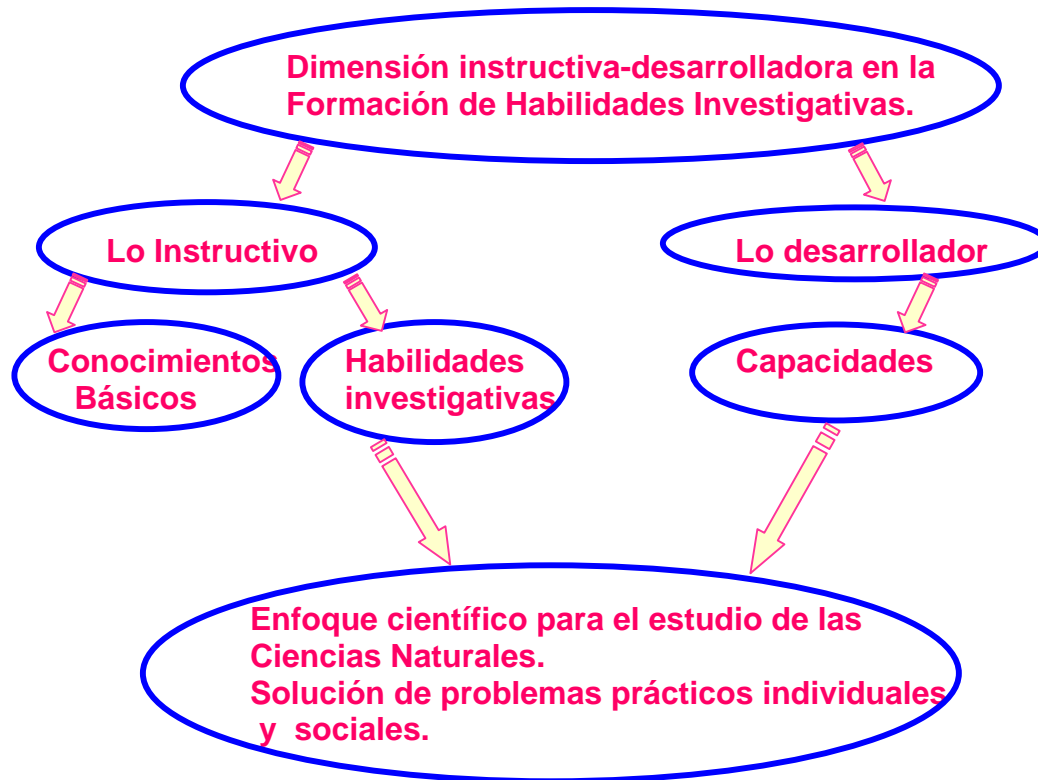 Dimensión instructiva-desarrolladora en la
Formación de Habilidades Investigativas.
Lo Instructivo
Lo desarrollador
Conocimientos
Básicos
Habilidades
investigativas
Capacidades
Enfoque científico para el estudio de las
Ciencias Naturales.
Solución de problemas prácticos individuales
y sociales.